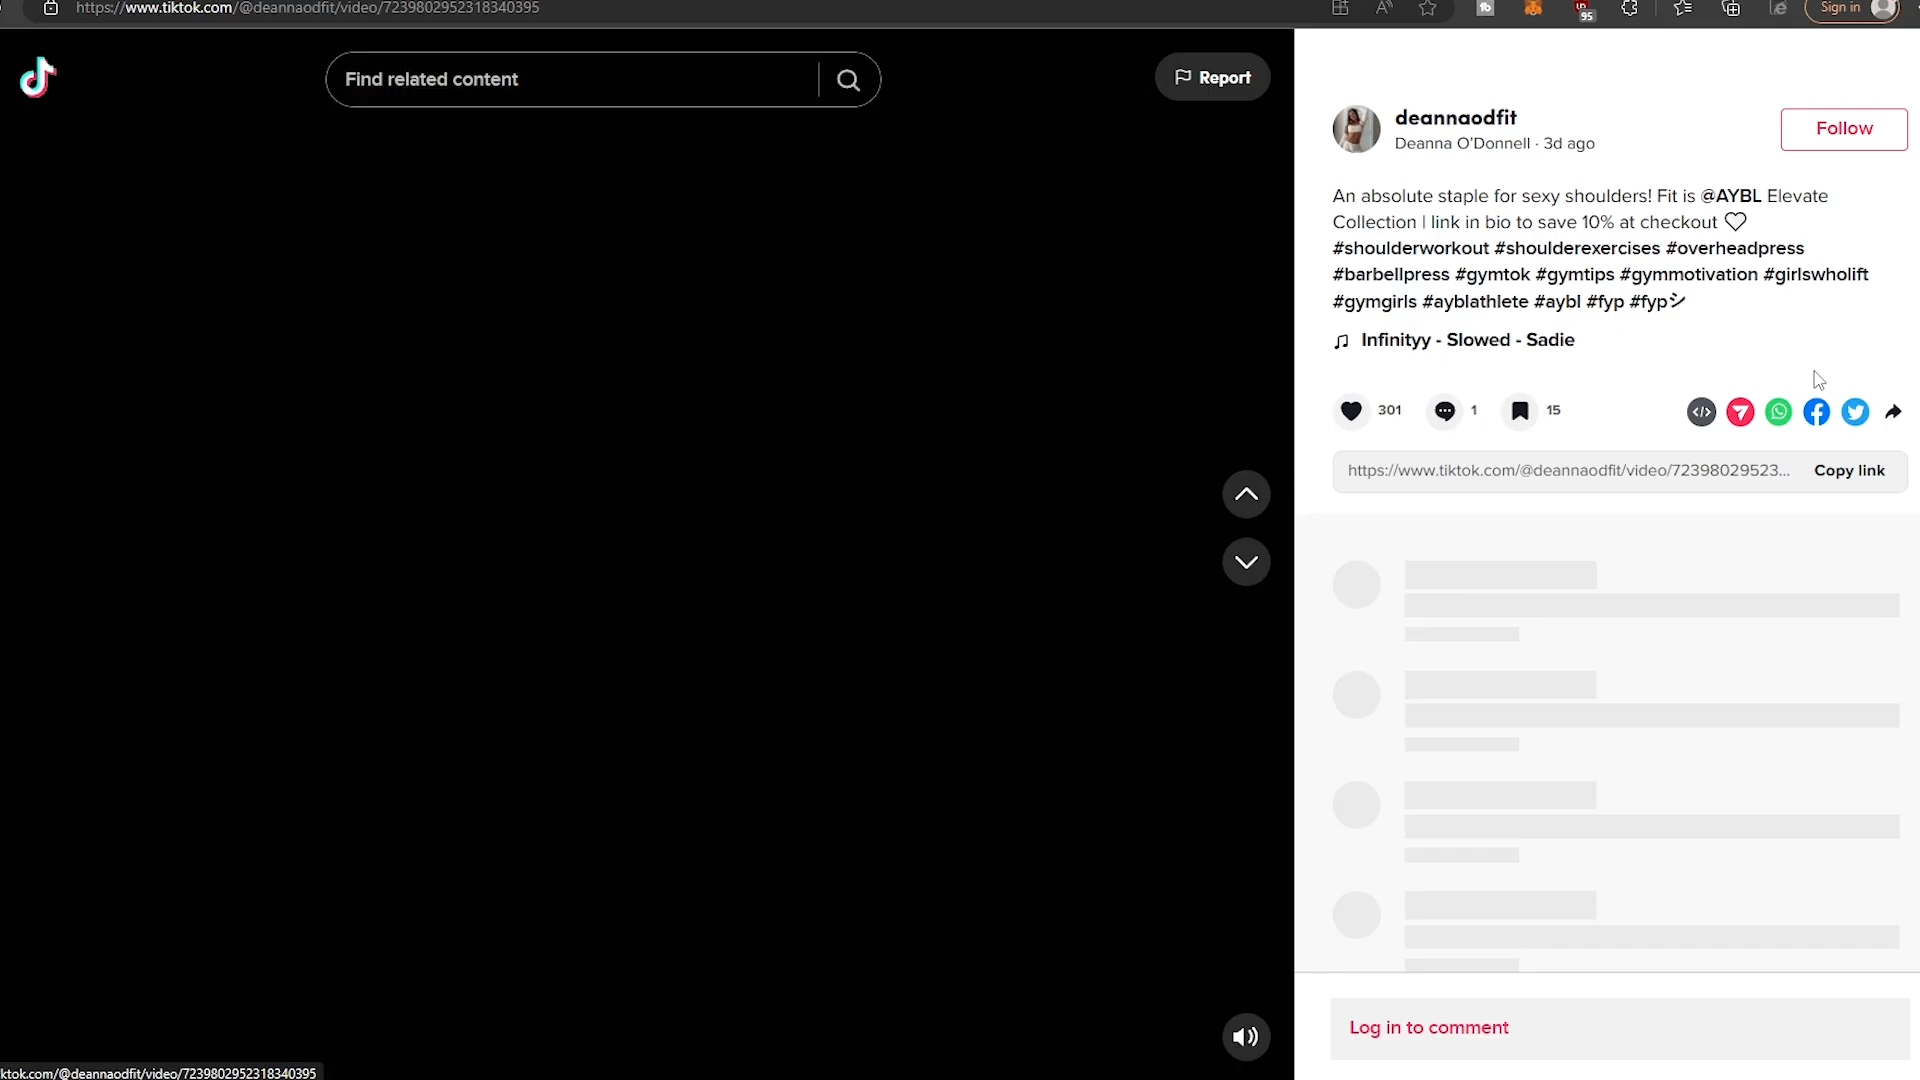 https://www.tiktok.com/@deannaodfit/video/7239802952318340395
95
Sign in
Find related content
Report
deannaodfit
Deanna O'Donnell · 3d ago
Follow
An absolute staple for sexy shoulders! Fit is @AYBL Elevate
Collection | link in bio to save 10% at checkout ♡
#shoulderworkout #shoulderexercises #overheadpress
#barbellpress #gymtok #gymtips #gymmotivation #girlswholift
#gymgirls #ayblathlete #aybl #fyp #fypシ
Infinityy - Slowed - Sadie
301
1
15
https://www.tiktok.com/@deannaodfit/video/72398029523...
Copy link
Log in to comment
ktok.com/@deannaodfit/video/7239802952318340395